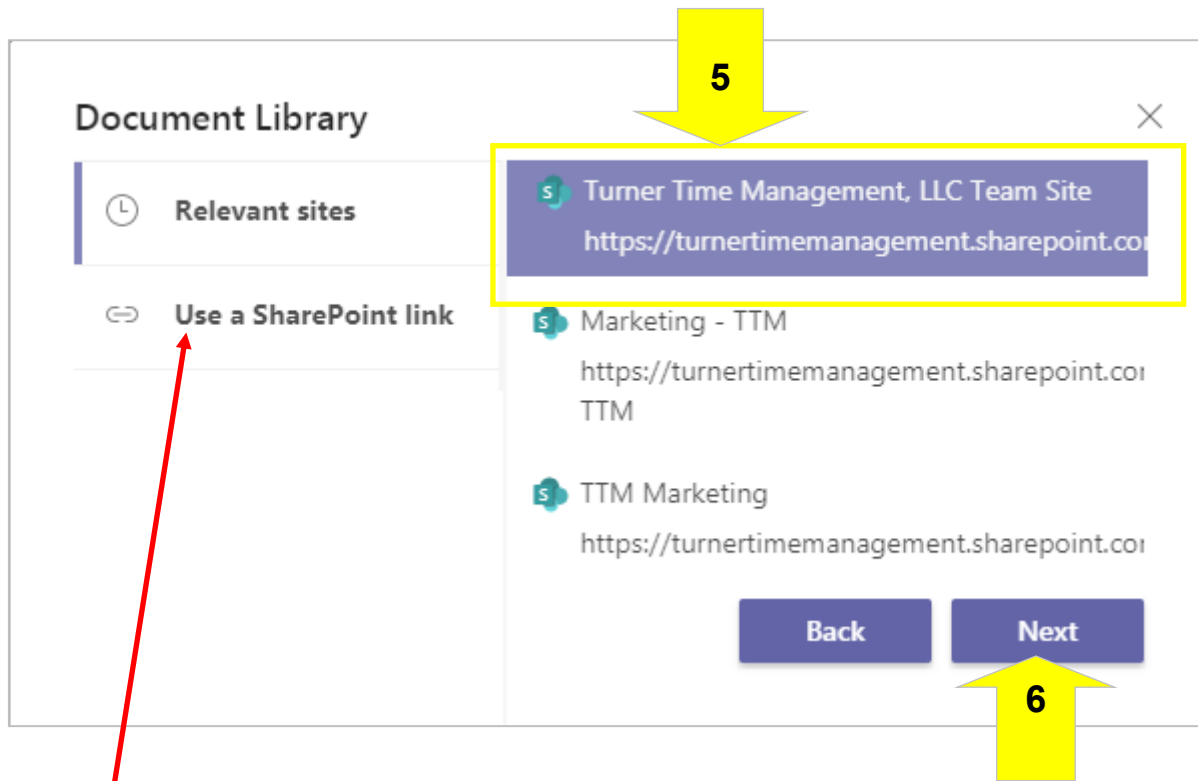 5
Document Library
Relevant sites
Use a SharePoint link
Turner Time Management, LLC Team Site
https://turnertimemanagement.sharepoint.co
Marketing - TTM
https://turnertimemanagement.sharepoint.co
TTM
TTM Marketing
https://turnertimemanagement.sharepoint.co
Back
Next
6